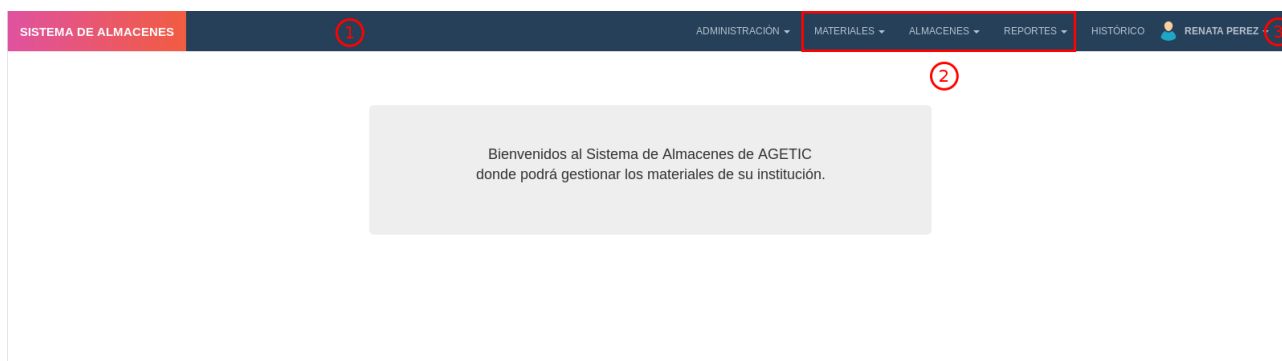 SISTEMA DE ALMACENES 1 ADMINISTRACIÓN MATERIALES ALMACENES REPORTES HISTÓRICO RENATA PEREZ 3
2
Bienvenidos al Sistema de Almacenes de AGETIC
donde podrá gestionar los materiales de su institución.